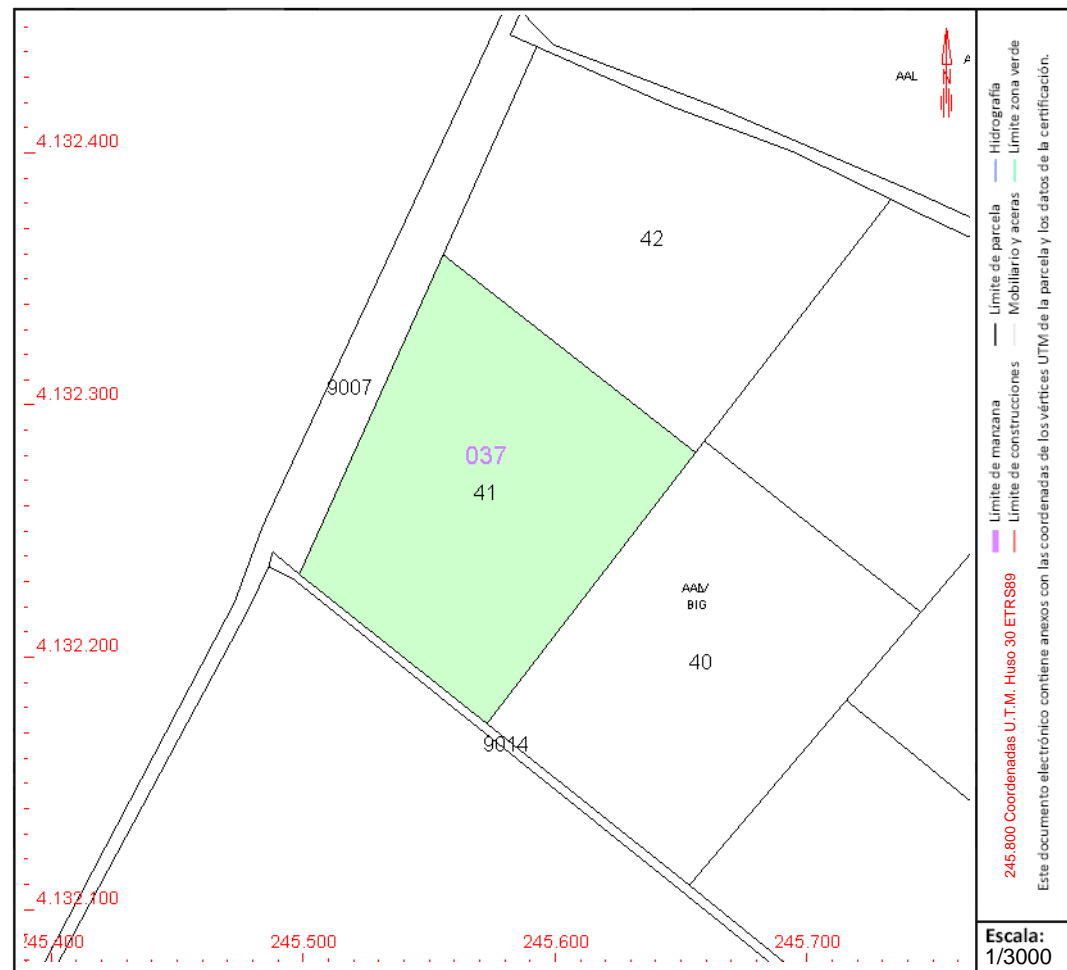 AAL
N
4.132.400
42
4.132.300
9007
037
41
AAL/
BIG
40
4.132.200
9014
4.132.100
245.400
245.500
245.600
245.700
Límite de manzana
Límite de parcela
Hidrografía
Límite de construcciones
Mobiliario y aceras
Límite zona verde
245.800 Coordenadas U.T.M. Huso 30 ETRS89
Este documento electrónico contiene anexos con las coordenadas de los vértices UTM de la parcela y los datos de la certificación.
Escala:
1/3000